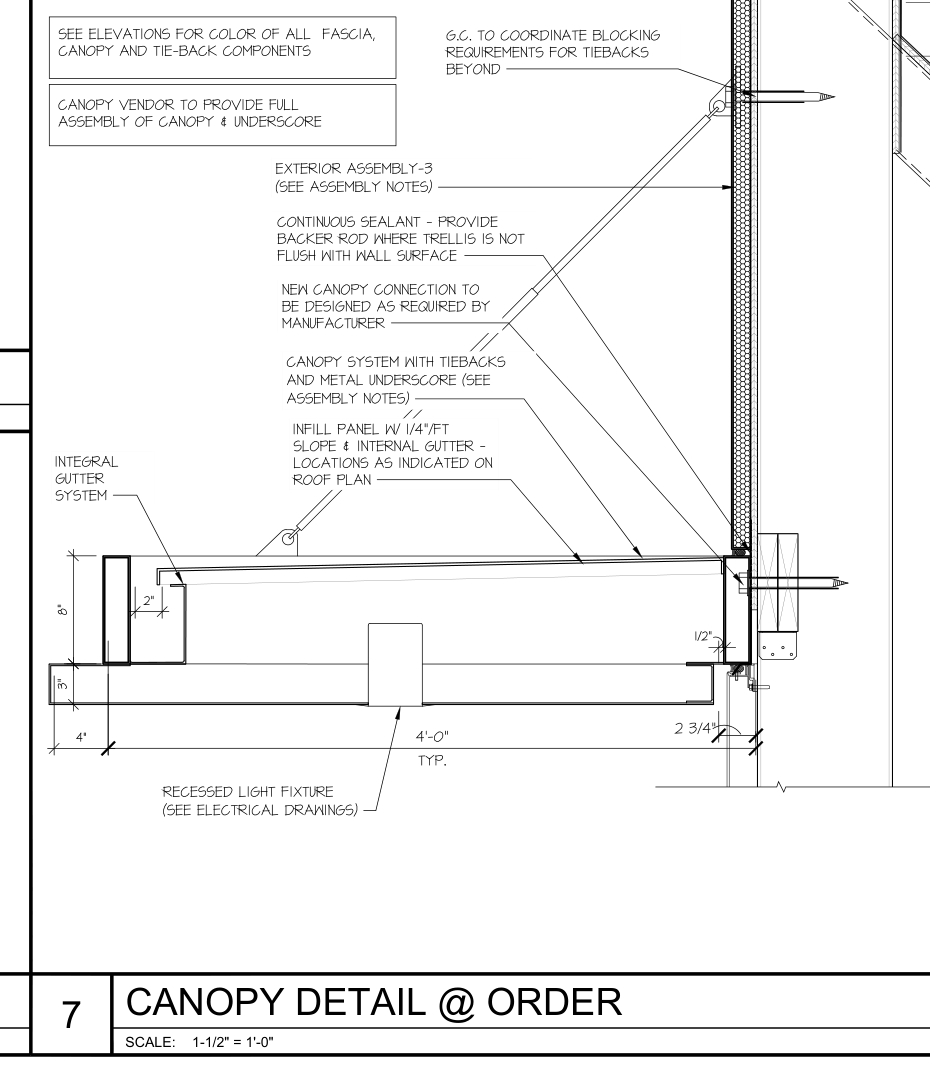 SEE ELEVATIONS FOR COLOR OF ALL FASCIA,
CANOPY AND TIE-BACK COMPONENTS
CANOPY VENDOR TO PROVIDE FULL
ASSEMBLY OF CANOPY & UNDERSCORE
G.C. TO COORDINATE BLOCKING
REQUIREMENTS FOR TIEBACKS
BEYOND
EXTERIOR ASSEMBLY-3
(SEE ASSEMBLY NOTES)
CONTINUOUS SEALANT - PROVIDE
BACKER ROD WHERE TRELLIS IS NOT
FLUSH WITH WALL SURFACE
NEW CANOPY CONNECTION TO
BE DESIGNED AS REQUIRED BY
MANUFACTURER
CANOPY SYSTEM WITH TIEBACKS
AND METAL UNDERSCORE (SEE
ASSEMBLY NOTES)
INFILL PANEL W/ 1/4"/FT
SLOPE & INTERNAL GUTTER -
LOCATIONS AS INDICATED ON
ROOF PLAN
INTEGRAL
GUTTER
SYSTEM
8"
2"
1/2"
3"
4"
4'-0"
TYP.
2 3/4"
RECESSED LIGHT FIXTURE
(SEE ELECTRICAL DRAWINGS)
7
CANOPY DETAIL @ ORDER
SCALE: 1-1/2" = 1'-0"